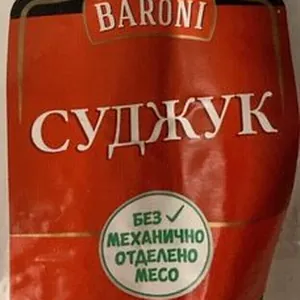 BARONI
СУДЖУК
БЕЗ
МЕХАНИЧНО
ОТДЕЛЕНО
МЕСО